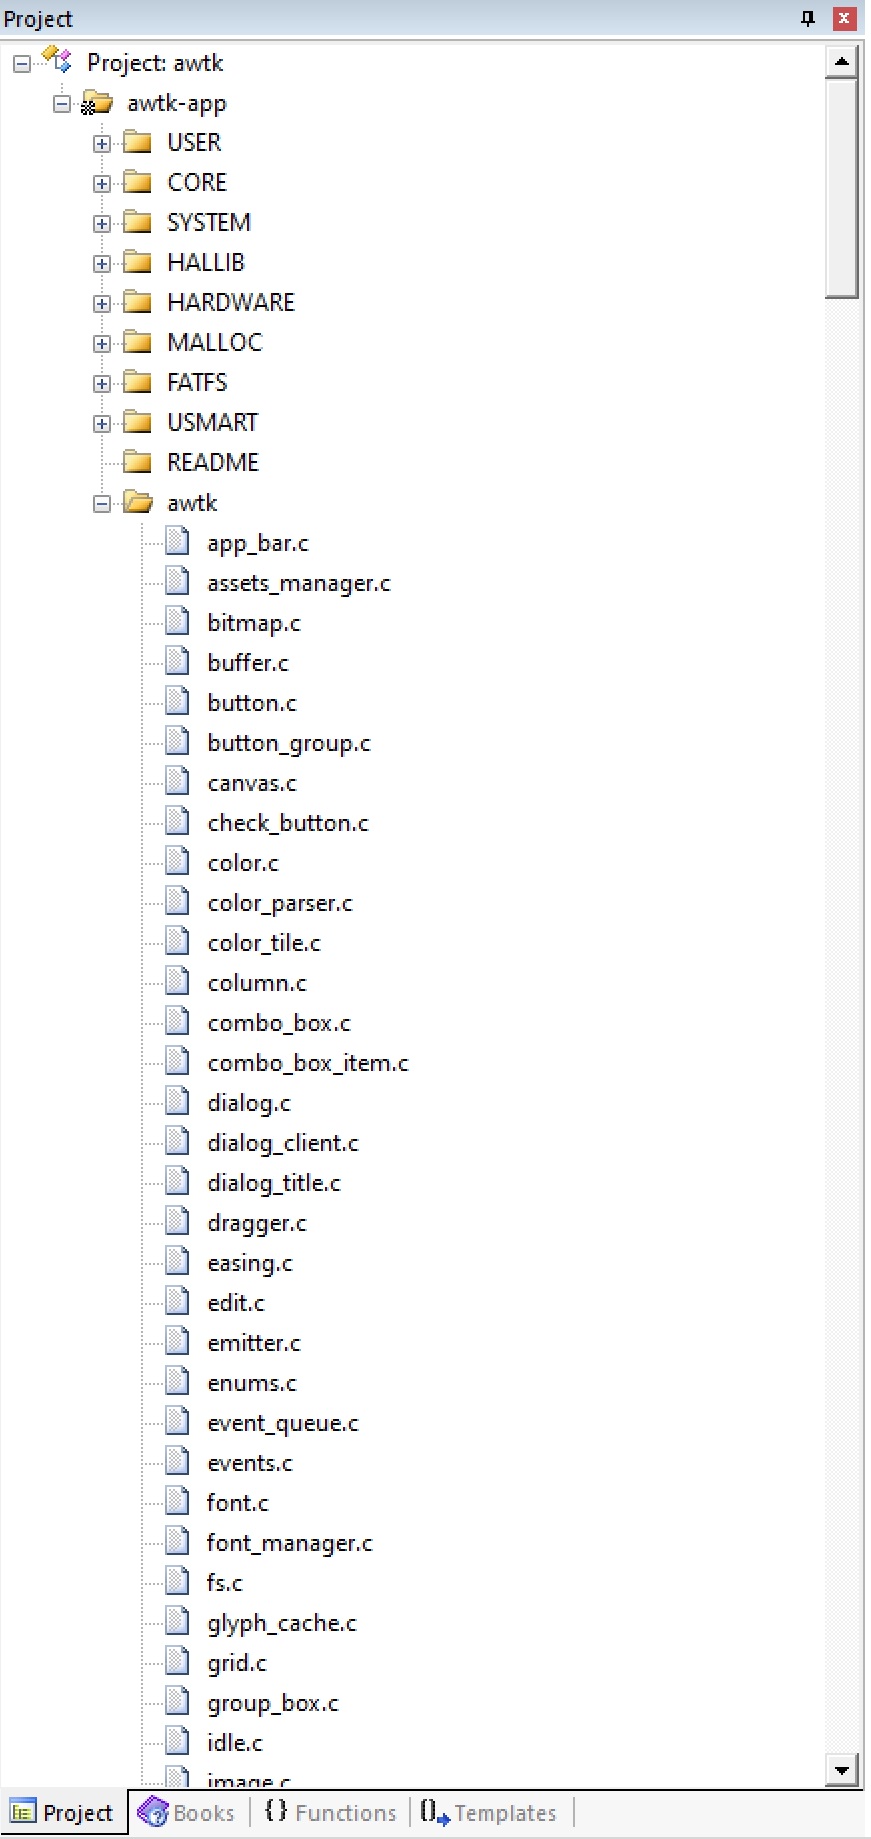 Project
Project: awtk
awtk-app
USER
CORE
SYSTEM
HALLIB
HARDWARE
MALLOC
FATFS
USMART
README
awtk
app_bar.c
assets_manager.c
bitmap.c
buffer.c
button.c
button_group.c
canvas.c
check_button.c
color.c
color_parser.c
color_tile.c
column.c
combo_box.c
combo_box_item.c
dialog.c
dialog_client.c
dialog_title.c
dragger.c
easing.c
edit.c
emitter.c
enums.c
event_queue.c
events.c
font.c
font_manager.c
fs.c
glyph_cache.c
grid.c
group_box.c
idle.c
image.c
Project Books {} Functions Templates